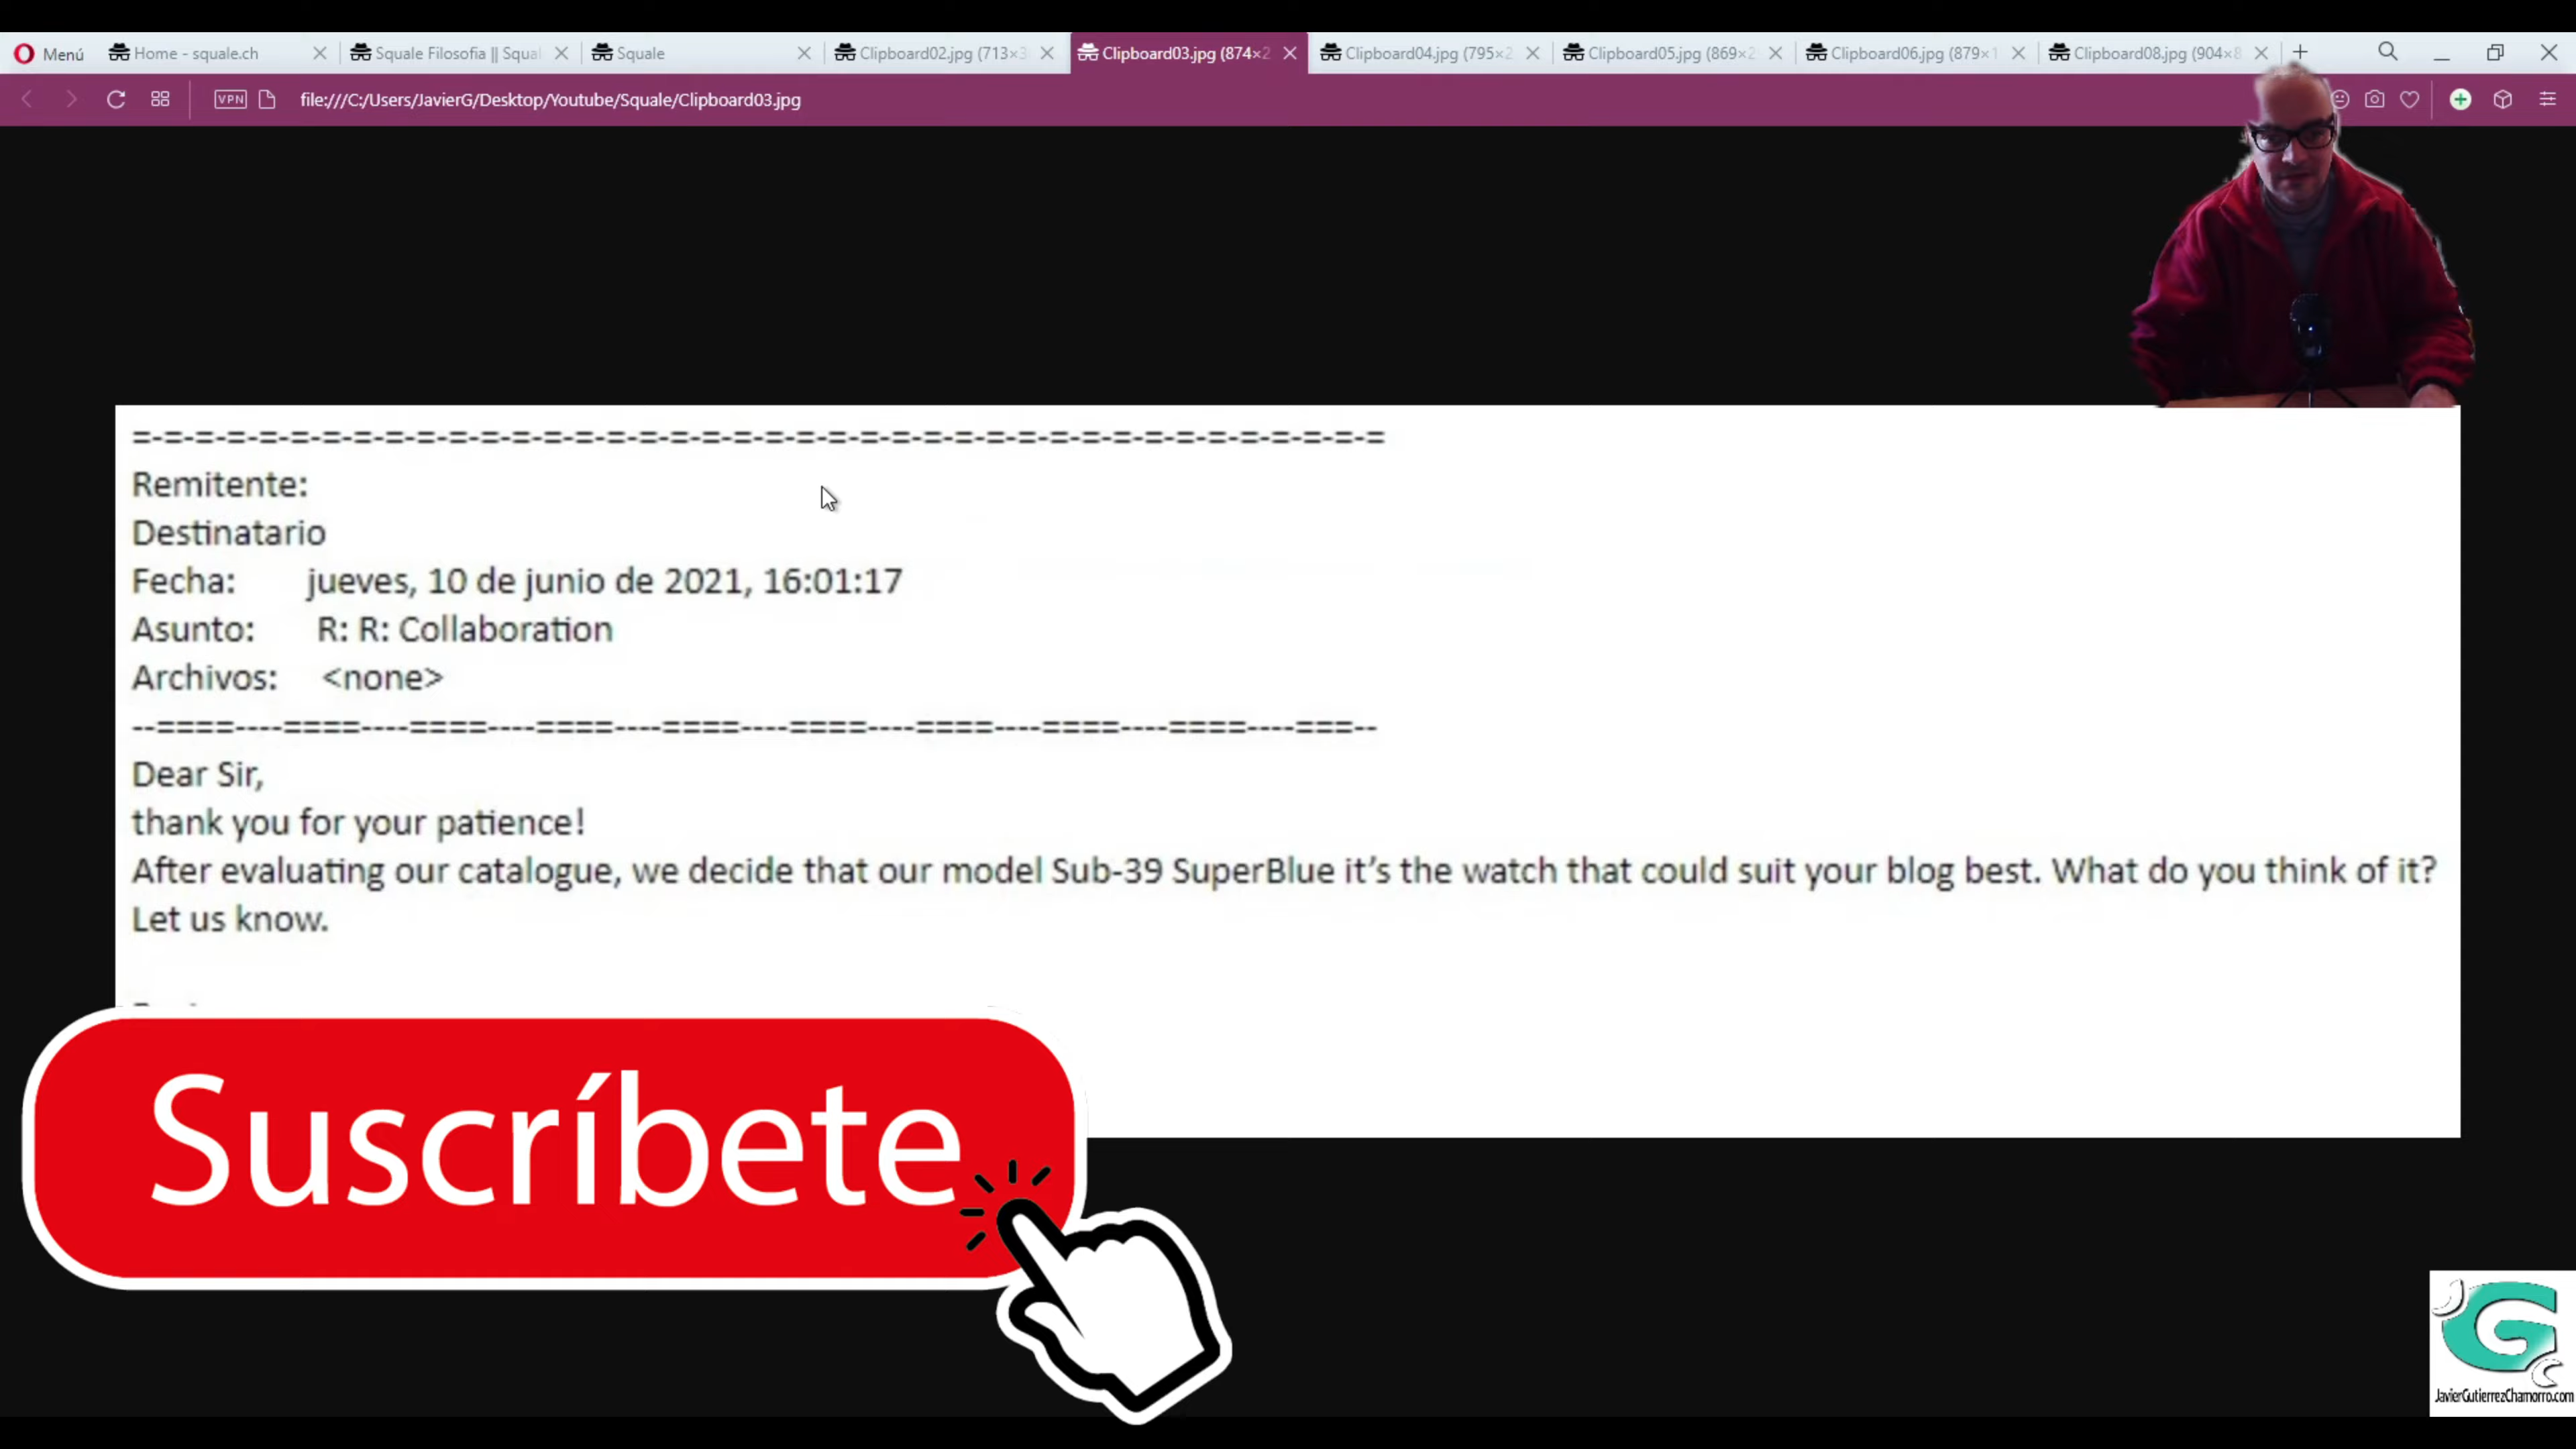 Menú
Home - squale.ch
Squale Filosofia || Squal
Squale
Clipboard02.jpg (713×3
Clipboard03.jpg (874×2
Clipboard04.jpg (795×2
Clipboard05.jpg (869×2
Clipboard06.jpg (879×1
Clipboard08.jpg (904×8
VPN
file:///C:/Users/JavierG/Desktop/Youtube/Squale/Clipboard03.jpg
=-=-=-=-=-=-=-=-=-=-=-=-=-=-=-=-=-=-=-=-=-=-=-=-=-=-=-=-=-=-=-=-=-=-=-=-=-=-=-=
Remitente:
Destinatario
Fecha: jueves, 10 de junio de 2021, 16:01:17
Asunto: R: R: Collaboration
Archivos: <none>
--====----====----====----====----====----====----====----====----====----===--
Dear Sir,
thank you for your patience!
After evaluating our catalogue, we decide that our model Sub-39 SuperBlue it's the watch that could suit your blog best. What do you think of it?
Let us know.
Suscríbete
G
JavierGutierrezChamorro.com